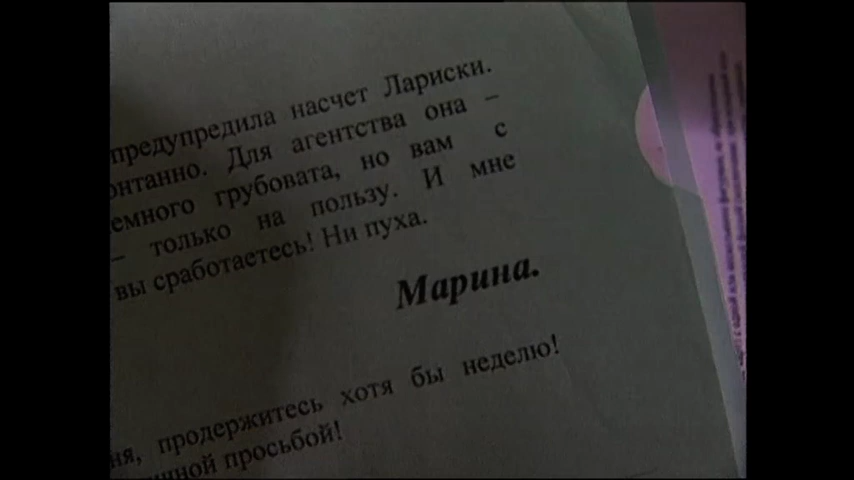 предупредила насчет Лариски.
онтанно. Для агентства она –
емного грубовата, но вам с
– только на пользу. И мне
вы сработаетесь! Ни пуха.
Марина.
ня, продержитесь хотя бы неделю!
чной просьбой!